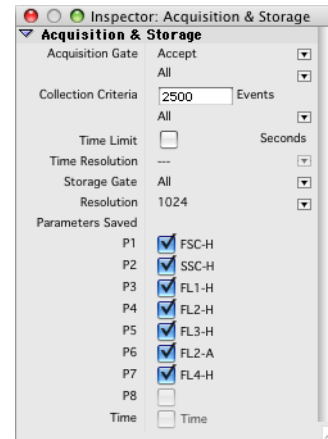 Inspector: Acquisition & Storage
Acquisition & Storage
Acquisition Gate Accept
All
Collection Criteria 2500 Events
All
Time Limit Seconds
Time Resolution ---
Storage Gate All
Resolution 1024
Parameters Saved
P1 FSC-H
P2 SSC-H
P3 FL1-H
P4 FL2-H
P5 FL3-H
P6 FL2-A
P7 FL4-H
P8
Time Time